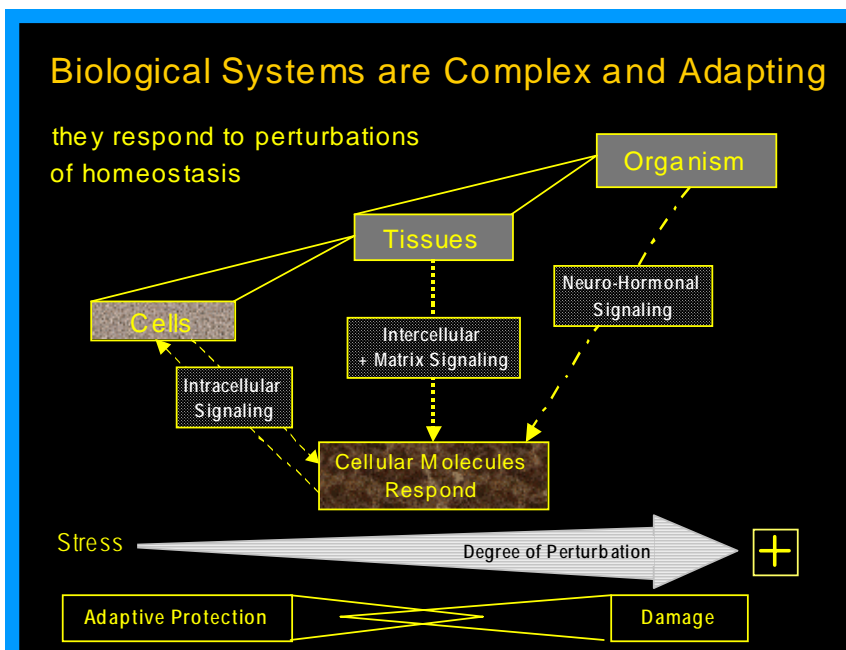 Biological Systems are Complex and Adapting
they respond to perturbations
of homeostasis
Organism
Tissues
Neuro-Hormonal
Signaling
Cells
Intercellular
+ Matrix Signaling
Intracellular
Signaling
Cellular Molecules
Respond
Stress
Degree of Perturbation
+
Adaptive Protection
Damage